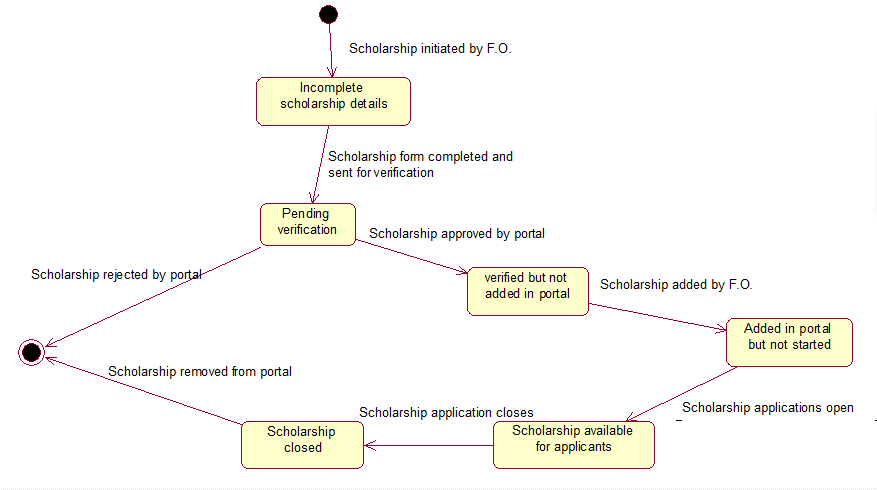 Scholarship initiated by F.O.
Incomplete
scholarship details
Scholarship form completed and
sent for verification
Pending
verification
Scholarship approved by portal
Scholarship rejected by portal
verified but not
added in portal
Scholarship added by F.O.
Added in portal
but not started
Scholarship removed from portal
Scholarship applications open
Scholarship application closes
Scholarship available
for applicants
Scholarship
closed